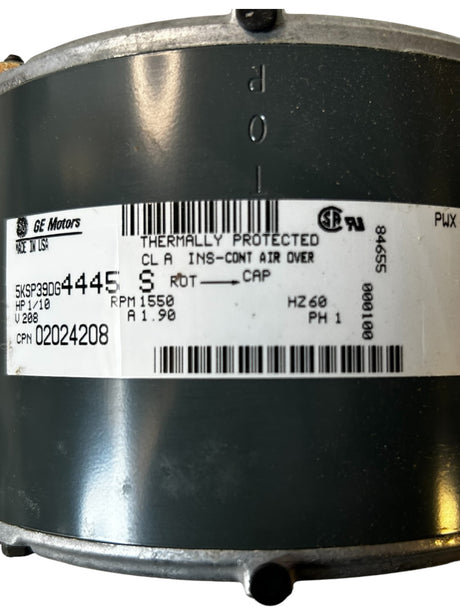 TOP
GE Motors
MADE IN USA
THERMALLY PROTECTED
CL A INS-CONT AIR OVER
5KSP39DG4445 S ROT → CAP
HP 1/10 RPM 1550 HZ 60
V 208 A 1.90 PH 1
CPN 02024208
84655 000100
PWX